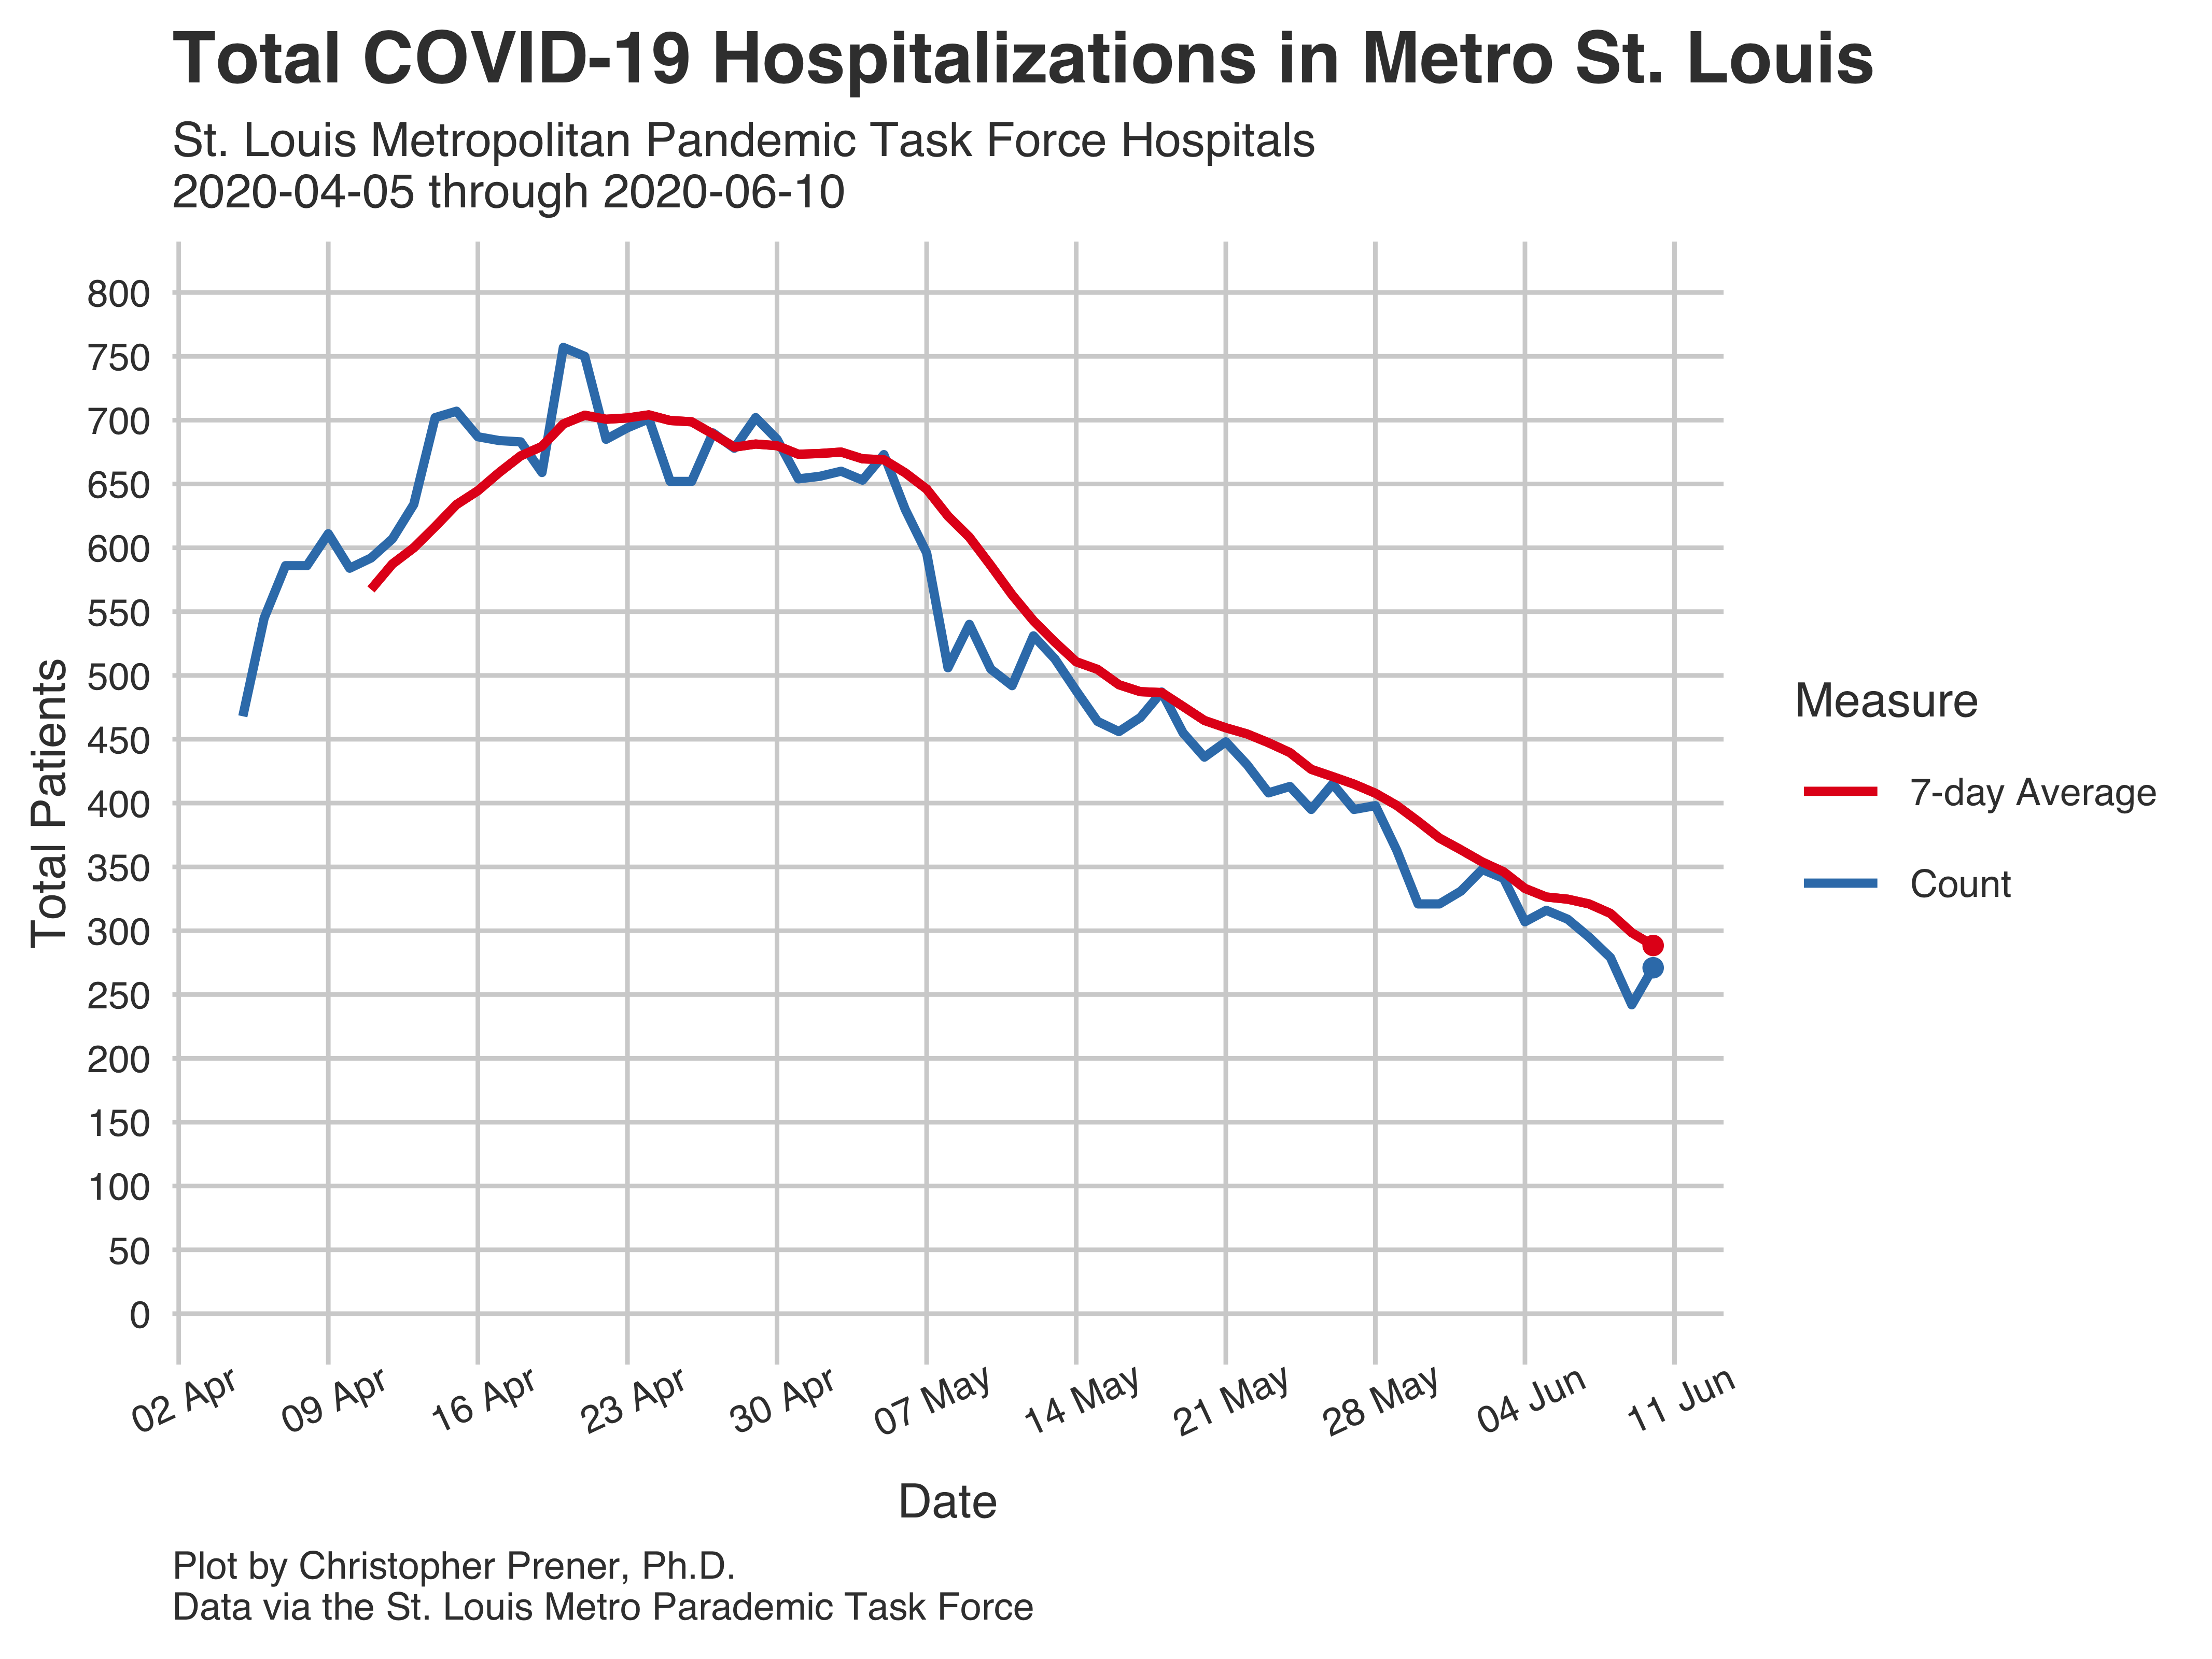 Total COVID-19 Hospitalizations in Metro St. Louis
St. Louis Metropolitan Pandemic Task Force Hospitals
2020-04-05 through 2020-06-10
800
750
700
650
600
550
500
450
400
350
300
250
200
150
100
50
0
Total Patients
02 Apr
09 Apr
16 Apr
23 Apr
30 Apr
07 May
14 May
21 May
28 May
04 Jun
11 Jun
Date
Measure
7-day Average
Count
Plot by Christopher Prener, Ph.D.
Data via the St. Louis Metro Parademic Task Force